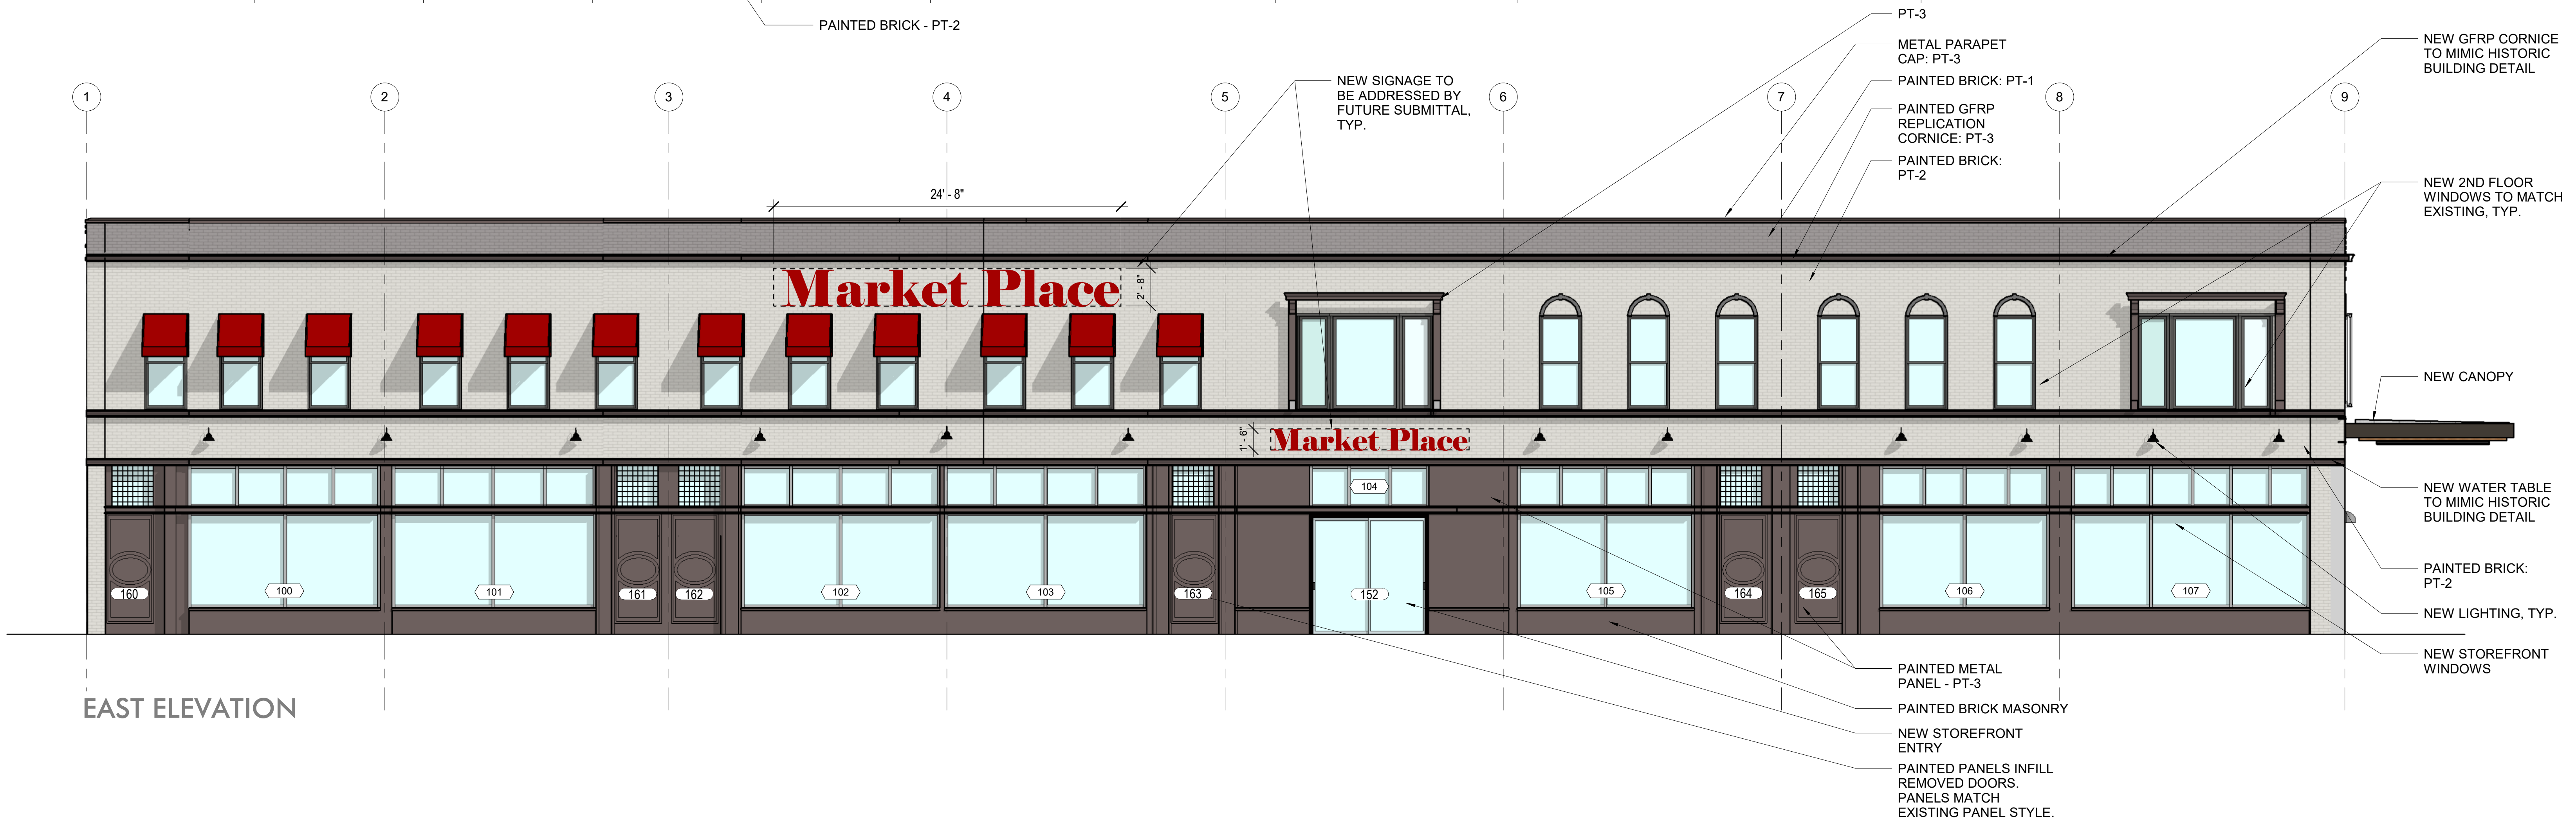 PAINTED BRICK - PT-2
PT-3
METAL PARAPET
CAP: PT-3
PAINTED BRICK: PT-1
PAINTED GFRP
REPLICATION
CORNICE: PT-3
PAINTED BRICK:
PT-2
NEW GFRP CORNICE
TO MIMIC HISTORIC
BUILDING DETAIL
NEW SIGNAGE TO
BE ADDRESSED BY
FUTURE SUBMITTAL,
TYP.
1 2 3 4 5 6 7 8 9
NEW 2ND FLOOR
WINDOWS TO MATCH
EXISTING, TYP.
24' - 8"
Market Place
2' - 8"
NEW CANOPY
1' - 6"
Market Place
104
NEW WATER TABLE
TO MIMIC HISTORIC
BUILDING DETAIL
PAINTED BRICK:
PT-2
NEW LIGHTING, TYP.
NEW STOREFRONT
WINDOWS
160 100 101 161 162 102 103 163 152 105 164 165 106 107
EAST ELEVATION
PAINTED METAL
PANEL - PT-3
PAINTED BRICK MASONRY
NEW STOREFRONT
ENTRY
PAINTED PANELS INFILL
REMOVED DOORS.
PANELS MATCH
EXISTING PANEL STYLE.